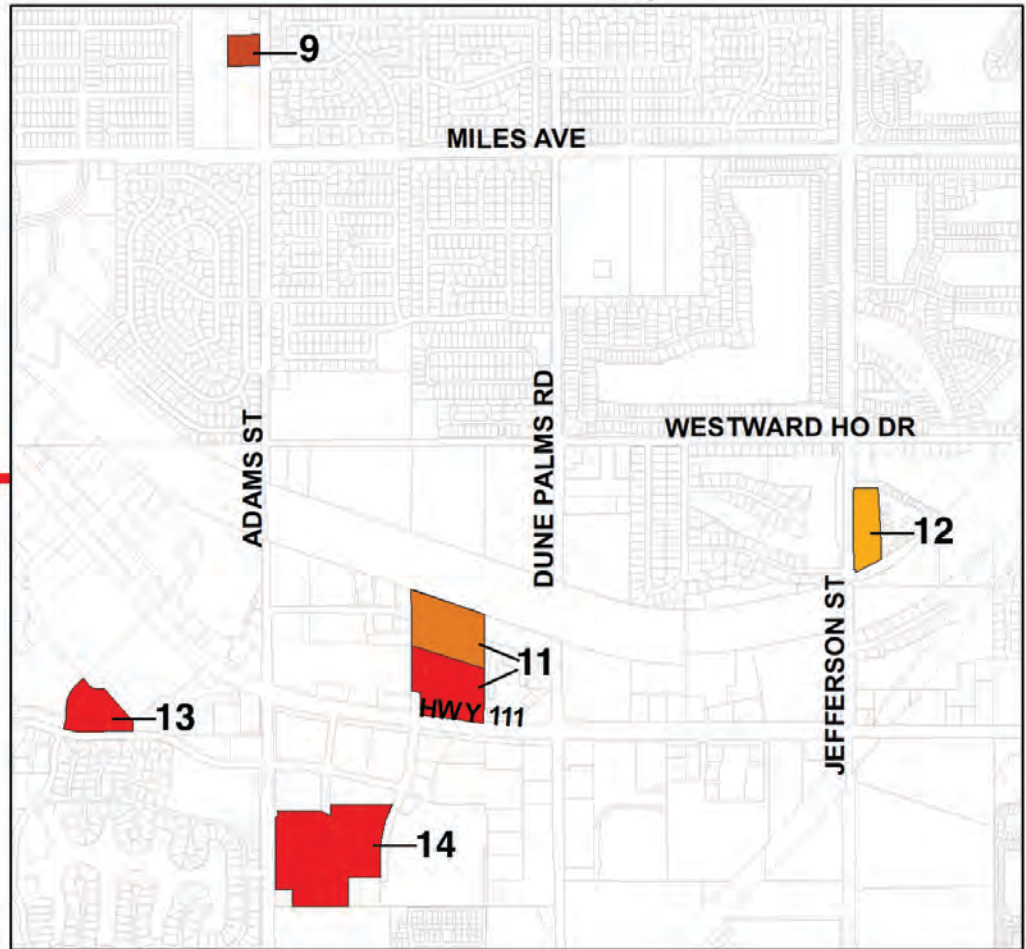 9
MILES AVE
ADAMS ST
DUNE PALMS RD
WESTWARD HO DR
12
JEFFERSON ST
11
HWY 111
13
14